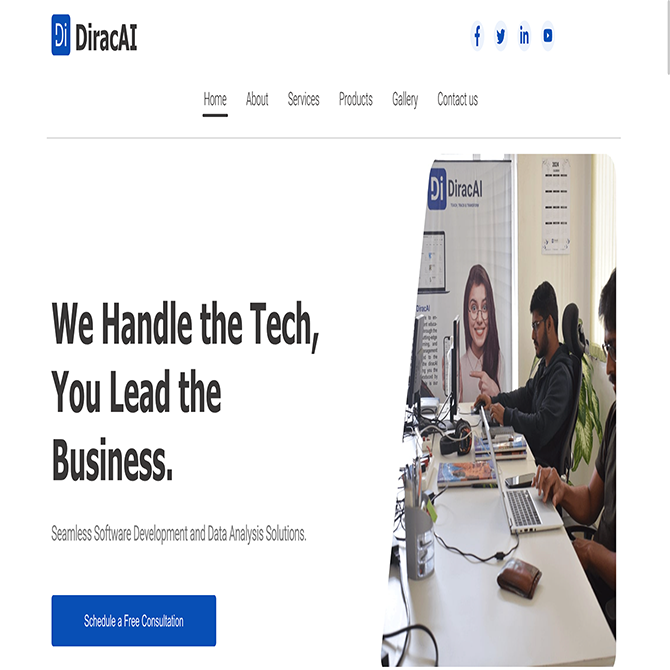 Di DiracAI
Home About Services Products Gallery Contact us
Di DiracAI
We Handle the Tech,
You Lead the
Business.
DiracAI
Seamless Software Development and Data Analysis Solutions.
Schedule a Free Consultation